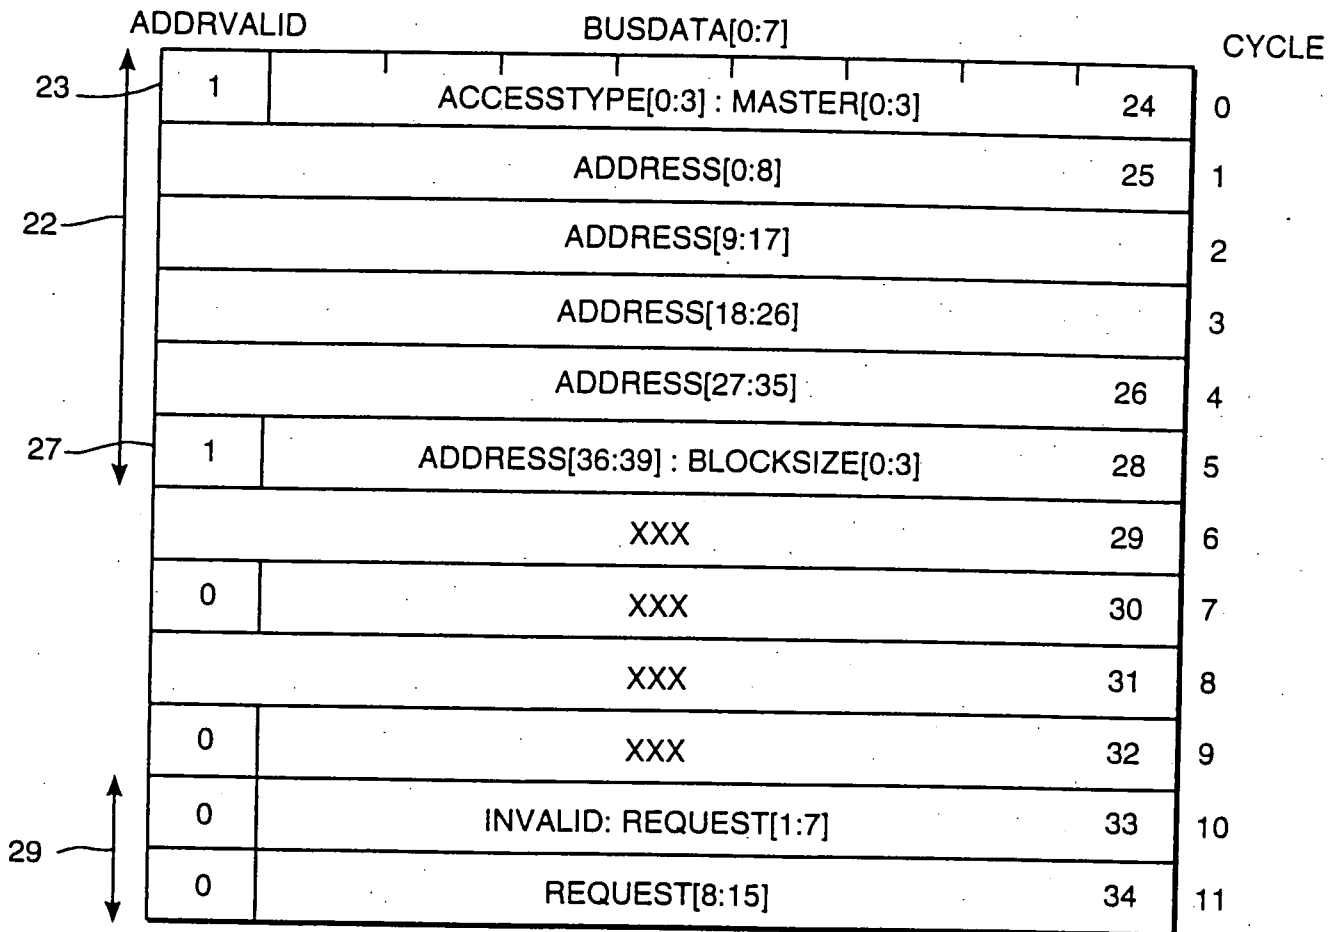 ADDRVALID BUSDATA[0:7] CYCLE
23 1 ACCESSTYPE[0:3] : MASTER[0:3] 24 0
ADDRESS[0:8] 25 1
22 ADDRESS[9:17] 2
ADDRESS[18:26] 3
ADDRESS[27:35] 26 4
27 1 ADDRESS[36:39] : BLOCKSIZE[0:3] 28 5
XXX 29 6
0 XXX 30 7
XXX 31 8
0 XXX 32 9
0 INVALID: REQUEST[1:7] 33 10
29
0 REQUEST[8:15] 34 11